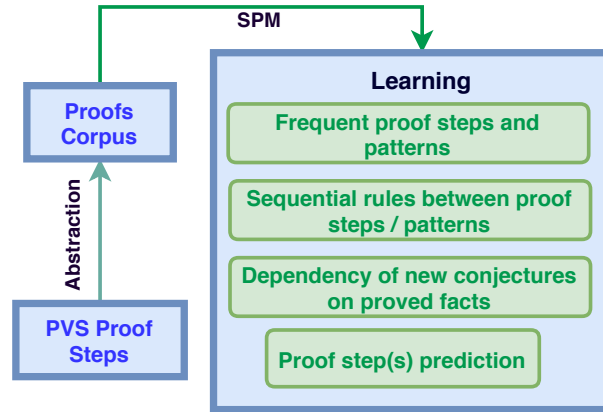 SPM
Proofs
Corpus
Abstraction
PVS Proof
Steps
Learning
Frequent proof steps and
patterns
Sequential rules between proof
steps / patterns
Dependency of new conjectures
on proved facts
Proof step(s) prediction